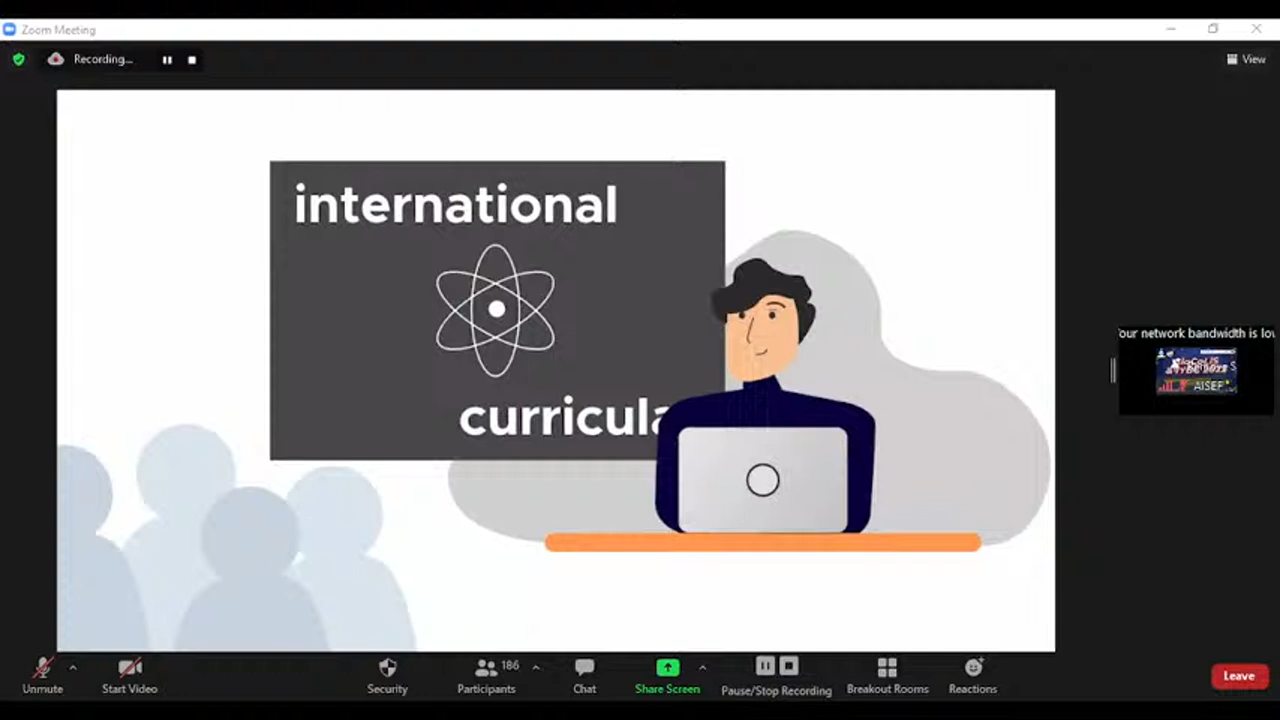 Zoom Meeting
Recording...
View
international
curricula
our network bandwidth is lo
AISEF
Unmute
Start Video
Security
Participants
186
Chat
Share Screen
Pause/Stop Recording
Breakout Rooms
Reactions
Leave